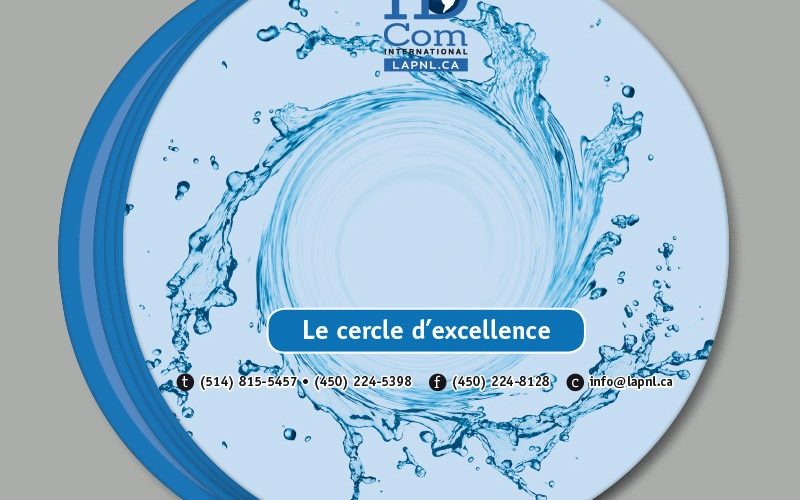 Com
INTERNATIONAL
LAPNL.CA
Le cercle d'excellence
t (514) 815-5457 • (450) 224-5398 f (450) 224-8128 c info@lapnl.ca